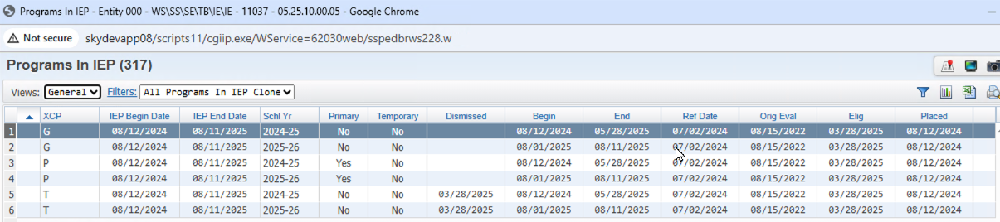 Programs In IEP - Entity 000 - WS\SS\SE\TB\IE\IE - 11037 - 05.25.10.00.05 - Google Chrome
Not secure skydevapp08/scripts11/cgiip.exe/WService=62030web/sspedbrws228.w
Programs In IEP (317)
Views: General Filters: All Programs In IEP Clone
XCP IEP Begin Date IEP End Date Schl Yr Primary Temporary Dismissed Begin End Ref Date Orig Eval Elig Placed
1 G 08/12/2024 08/11/2025 2024-25 No No 08/12/2024 05/28/2025 07/02/2024 08/15/2022 03/28/2025 08/12/2024
2 G 08/12/2024 08/11/2025 2025-26 No No 08/01/2025 08/11/2025 07/02/2024 08/15/2022 03/28/2025 08/12/2024
3 P 08/12/2024 08/11/2025 2024-25 Yes No 08/12/2024 05/28/2025 07/02/2024 08/15/2022 03/28/2025 08/12/2024
4 P 08/12/2024 08/11/2025 2025-26 Yes No 08/01/2025 08/11/2025 07/02/2024 08/15/2022 03/28/2025 08/12/2024
5 T 08/12/2024 08/11/2025 2024-25 No No 03/28/2025 08/12/2024 05/28/2025 07/02/2024 08/15/2022 03/28/2025 08/12/2024
6 T 08/12/2024 08/11/2025 2025-26 No No 03/28/2025 08/01/2025 08/11/2025 07/02/2024 08/15/2022 03/28/2025 08/12/2024